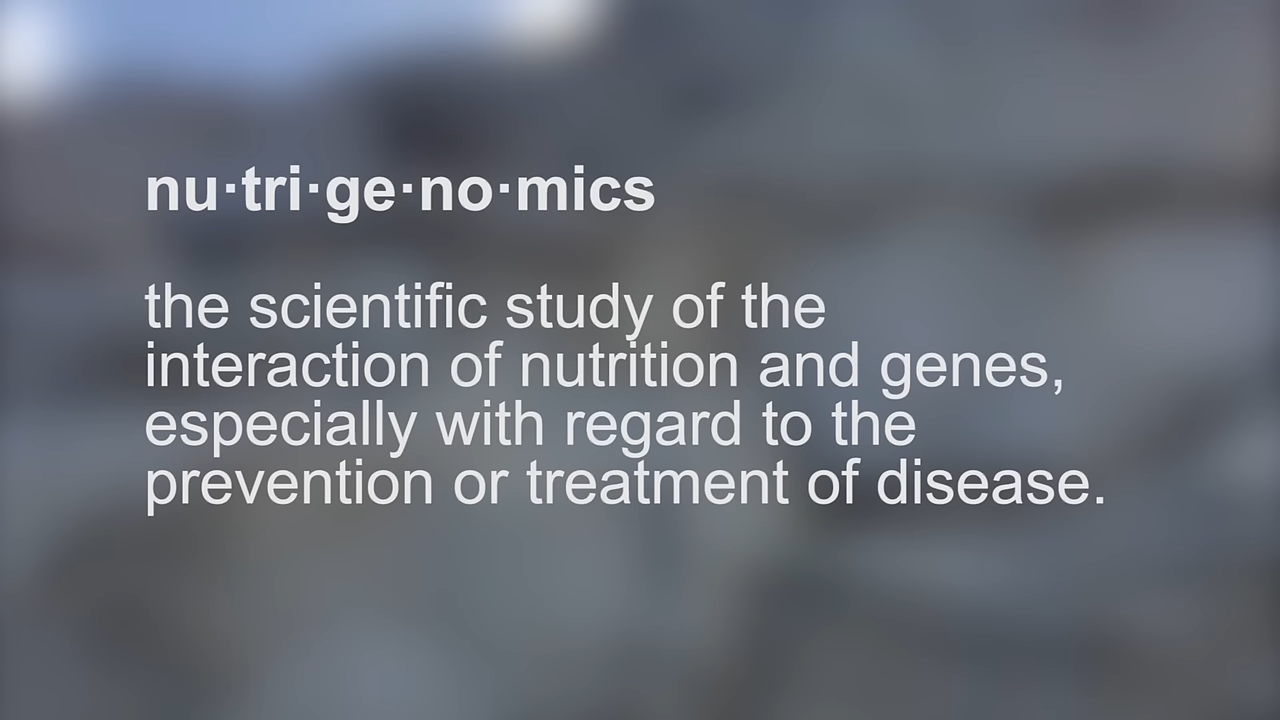 nu·tri·ge·no·mics
the scientific study of the
interaction of nutrition and genes,
especially with regard to the
prevention or treatment of disease.